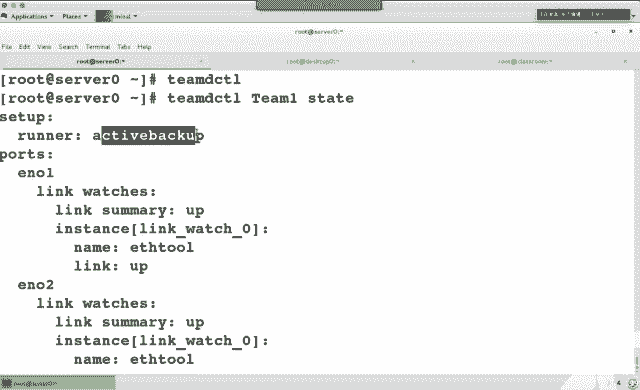 Applications Places
root@server0:~
File Edit View Search Terminal Tabs Help
root@server0:~ root@desktop0:~ root@classroom:~
[root@server0 ~]# teamdctl
[root@server0 ~]# teamdctl Team1 state
setup:
runner: activebackup
ports:
eno1
link watches:
link summary: up
instance[link_watch_0]:
name: ethtool
link: up
eno2
link watches:
link summary: up
instance[link_watch_0]:
name: ethtool
root@server0:~